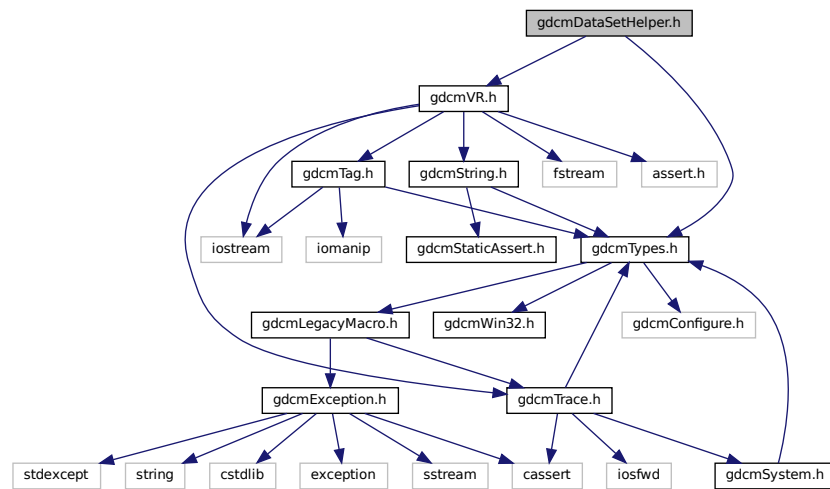 gdcmDataSetHelper.h
gdcmVR.h
gdcmTag.h
gdcmString.h
fstream
assert.h
iostream
iomanip
gdcmStaticAssert.h
gdcmTypes.h
gdcmLegacyMacro.h
gdcmWin32.h
gdcmConfigure.h
gdcmException.h
gdcmTrace.h
stdexcept
string
cstdlib
exception
sstream
cassert
iosfwd
gdcmSystem.h